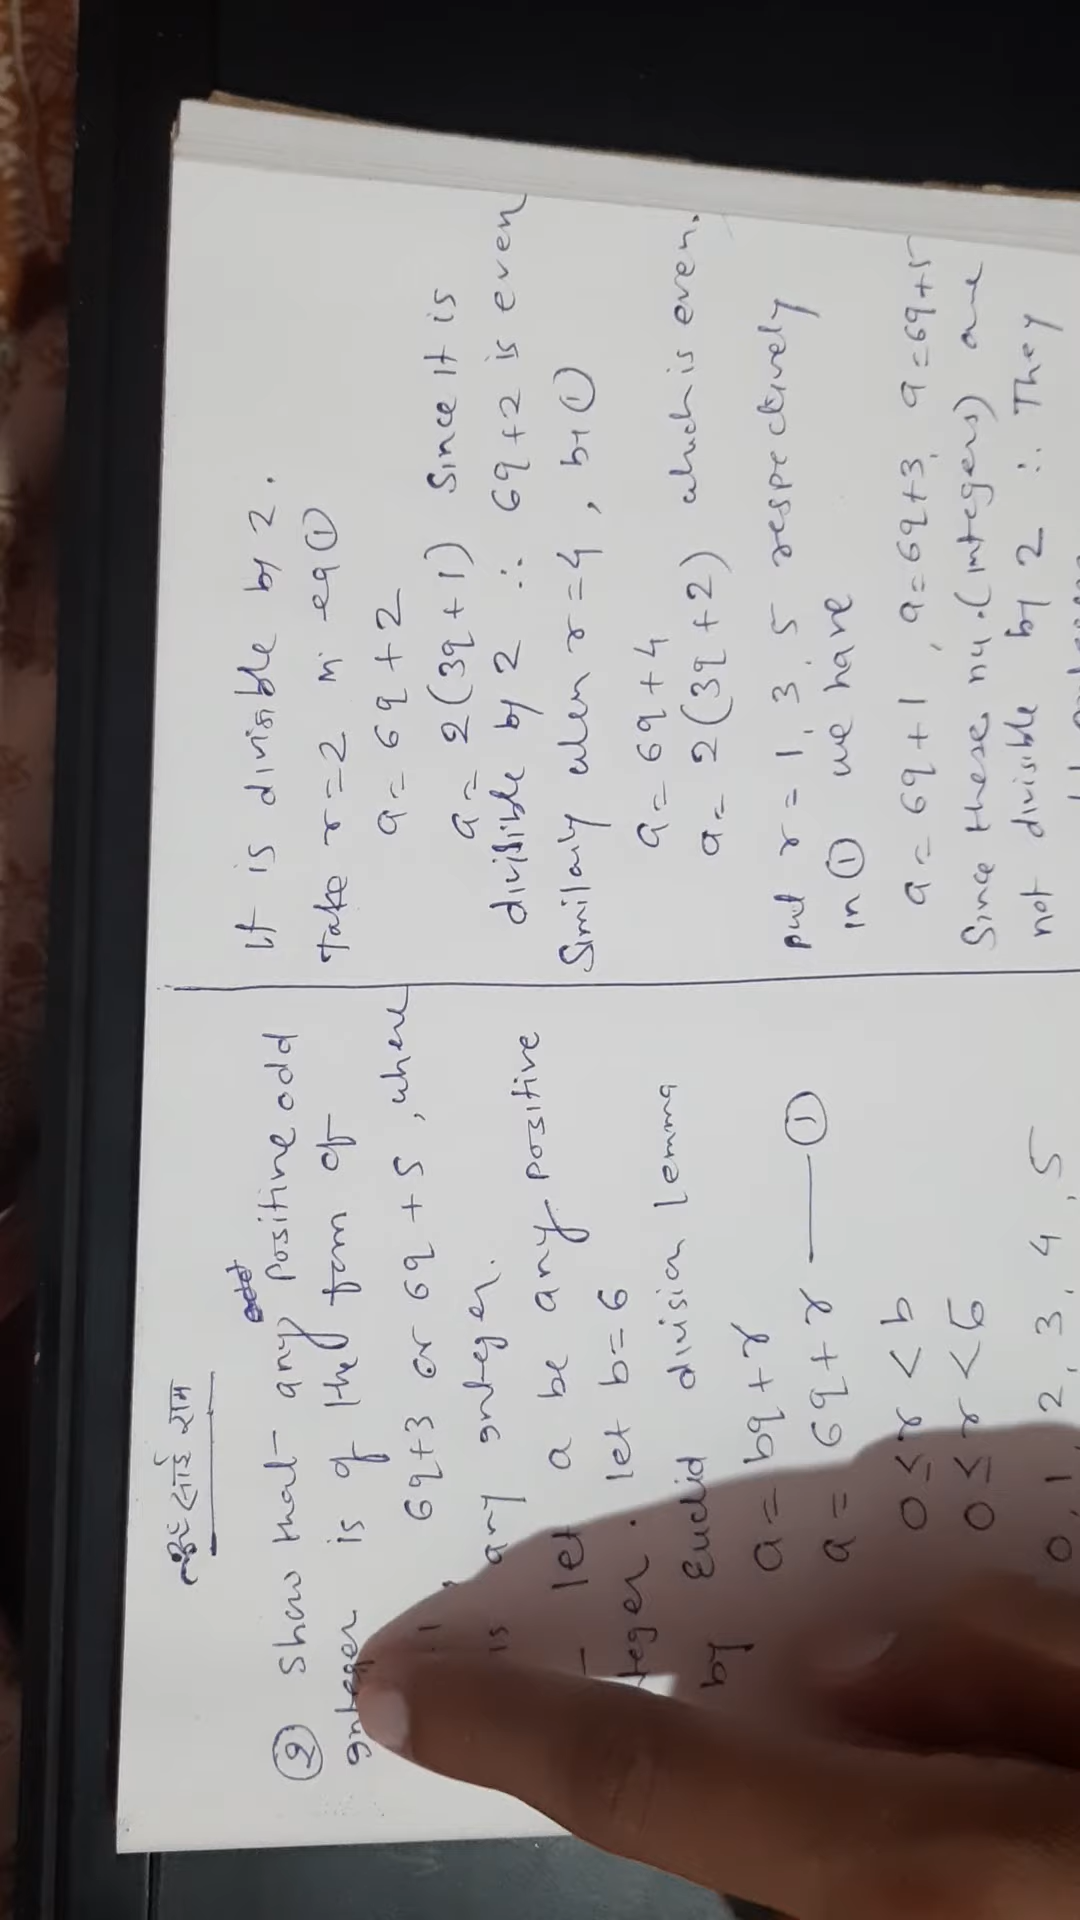 साई राम
② Show that any positive odd
integer is of the form of
6q+3 or 6q+5, where
is any integer.
let a be any positive
teger. let b=6
by Euclid division lemma
a = bq+r
a = 6q+r ——— ①
0 ≤ r < b
0 ≤ r < 6
0, 1, 2, 3, 4, 5
It is divisible by 2.
Take r=2 in eq ①
a = 6q+2
a = 2(3q+1) Since It is
divisible by 2 ∴ 6q+2 is even
Similarly when r=4, by ①
a = 6q+4
a = 2(3q+2) which is even.
put r = 1, 3, 5 respectively
in ① we have
a = 6q+1, a=6q+3, a=6q+5
Since these nu.(integers) are
not divisible by 2 ∴ They